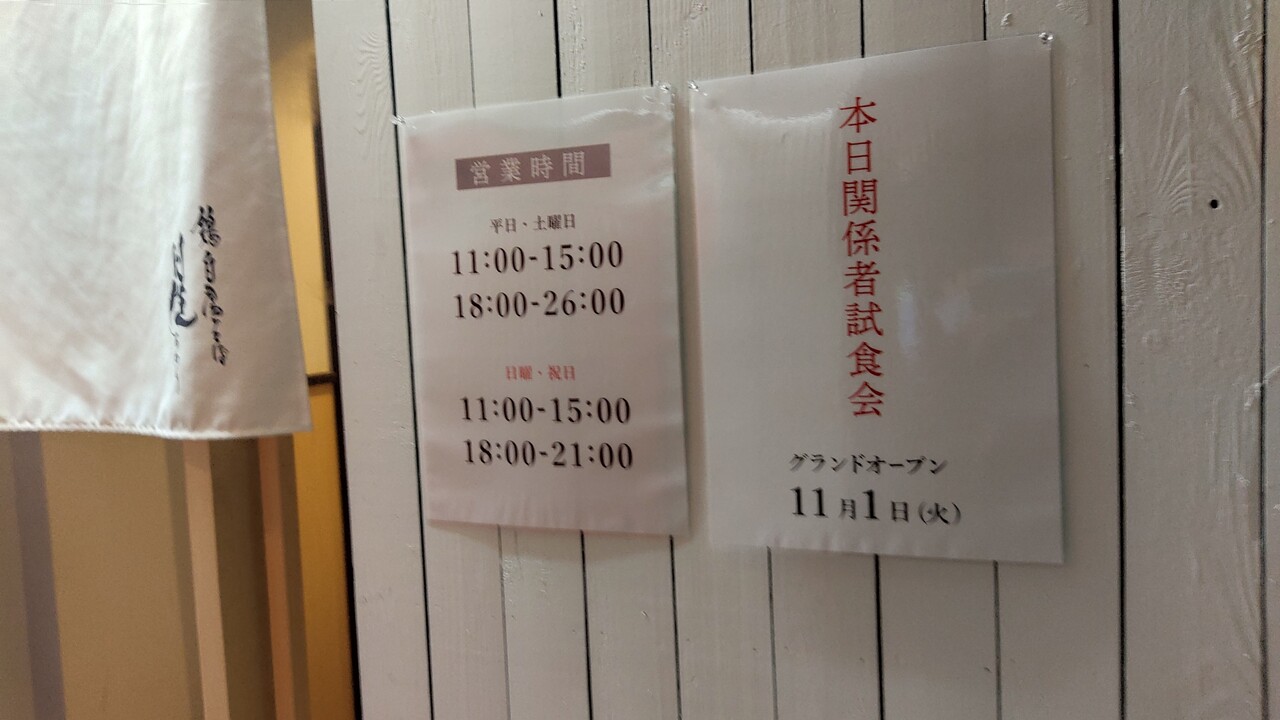 営業時間
平日・土曜日
11:00-15:00
18:00-26:00
日曜・祝日
11:00-15:00
18:00-21:00
本日関係者試食会
グランドオープン
11月1日(火)